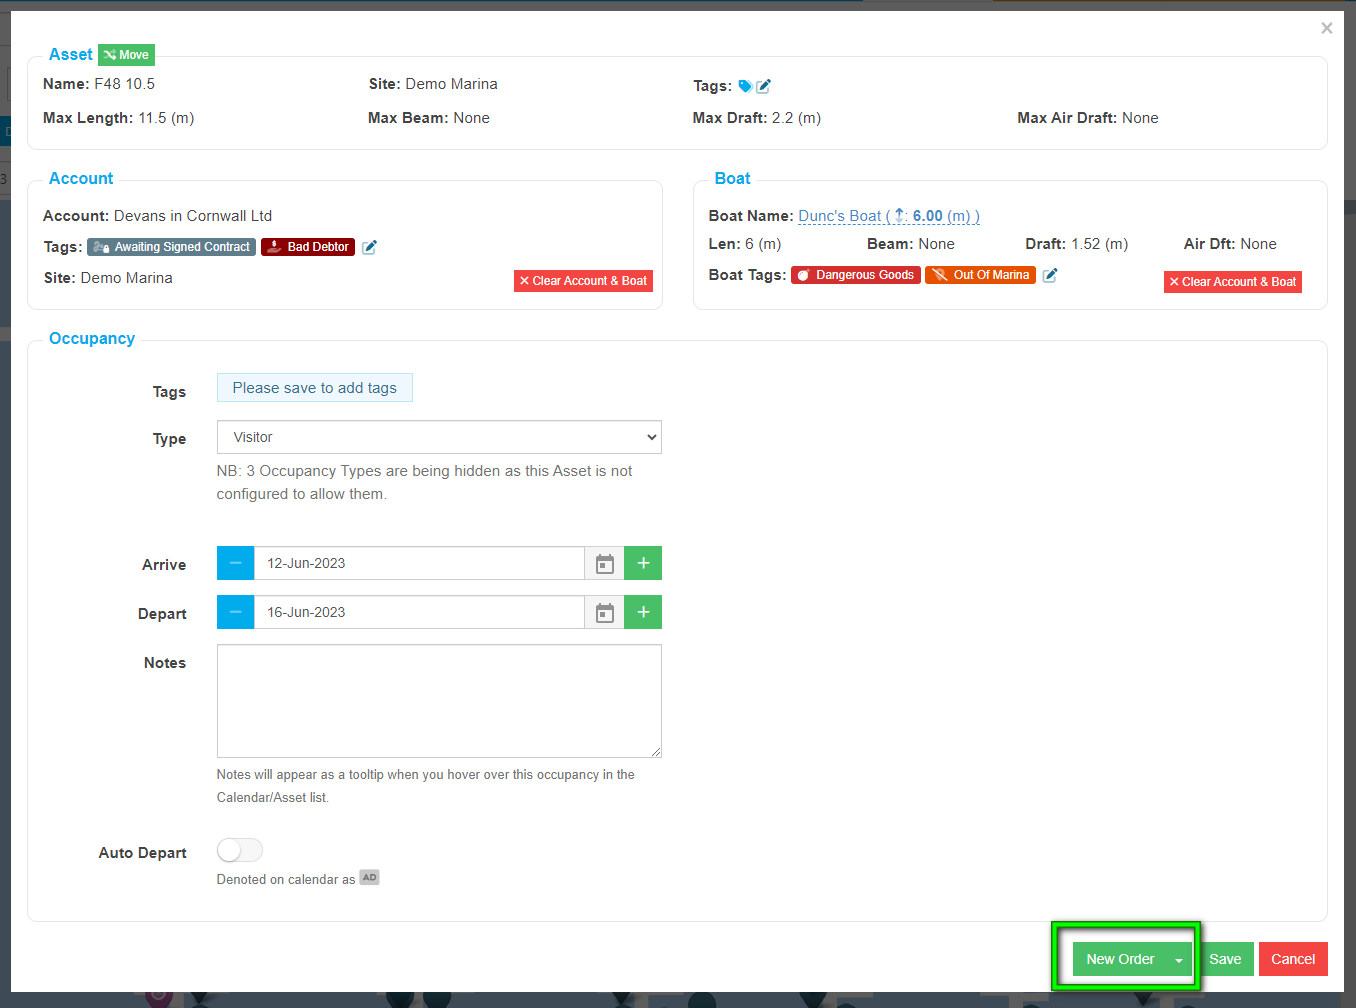 ×
Asset Move
Name: F48 10.5 Site: Demo Marina Tags:
Max Length: 11.5 (m) Max Beam: None Max Draft: 2.2 (m) Max Air Draft: None
Account
Account: Devans in Cornwall Ltd
Tags: Awaiting Signed Contract Bad Debtor
Site: Demo Marina × Clear Account & Boat
Boat
Boat Name: Dunc's Boat ( : 6.00 (m) )
Len: 6 (m) Beam: None Draft: 1.52 (m) Air Dft: None
Boat Tags: Dangerous Goods Out Of Marina
× Clear Account & Boat
Occupancy
Tags Please save to add tags
Type Visitor
NB: 3 Occupancy Types are being hidden as this Asset is not
configured to allow them.
Arrive − 12-Jun-2023 +
Depart − 16-Jun-2023 +
Notes
Notes will appear as a tooltip when you hover over this occupancy in the
Calendar/Asset list.
Auto Depart
Denoted on calendar as AD
New Order Save Cancel